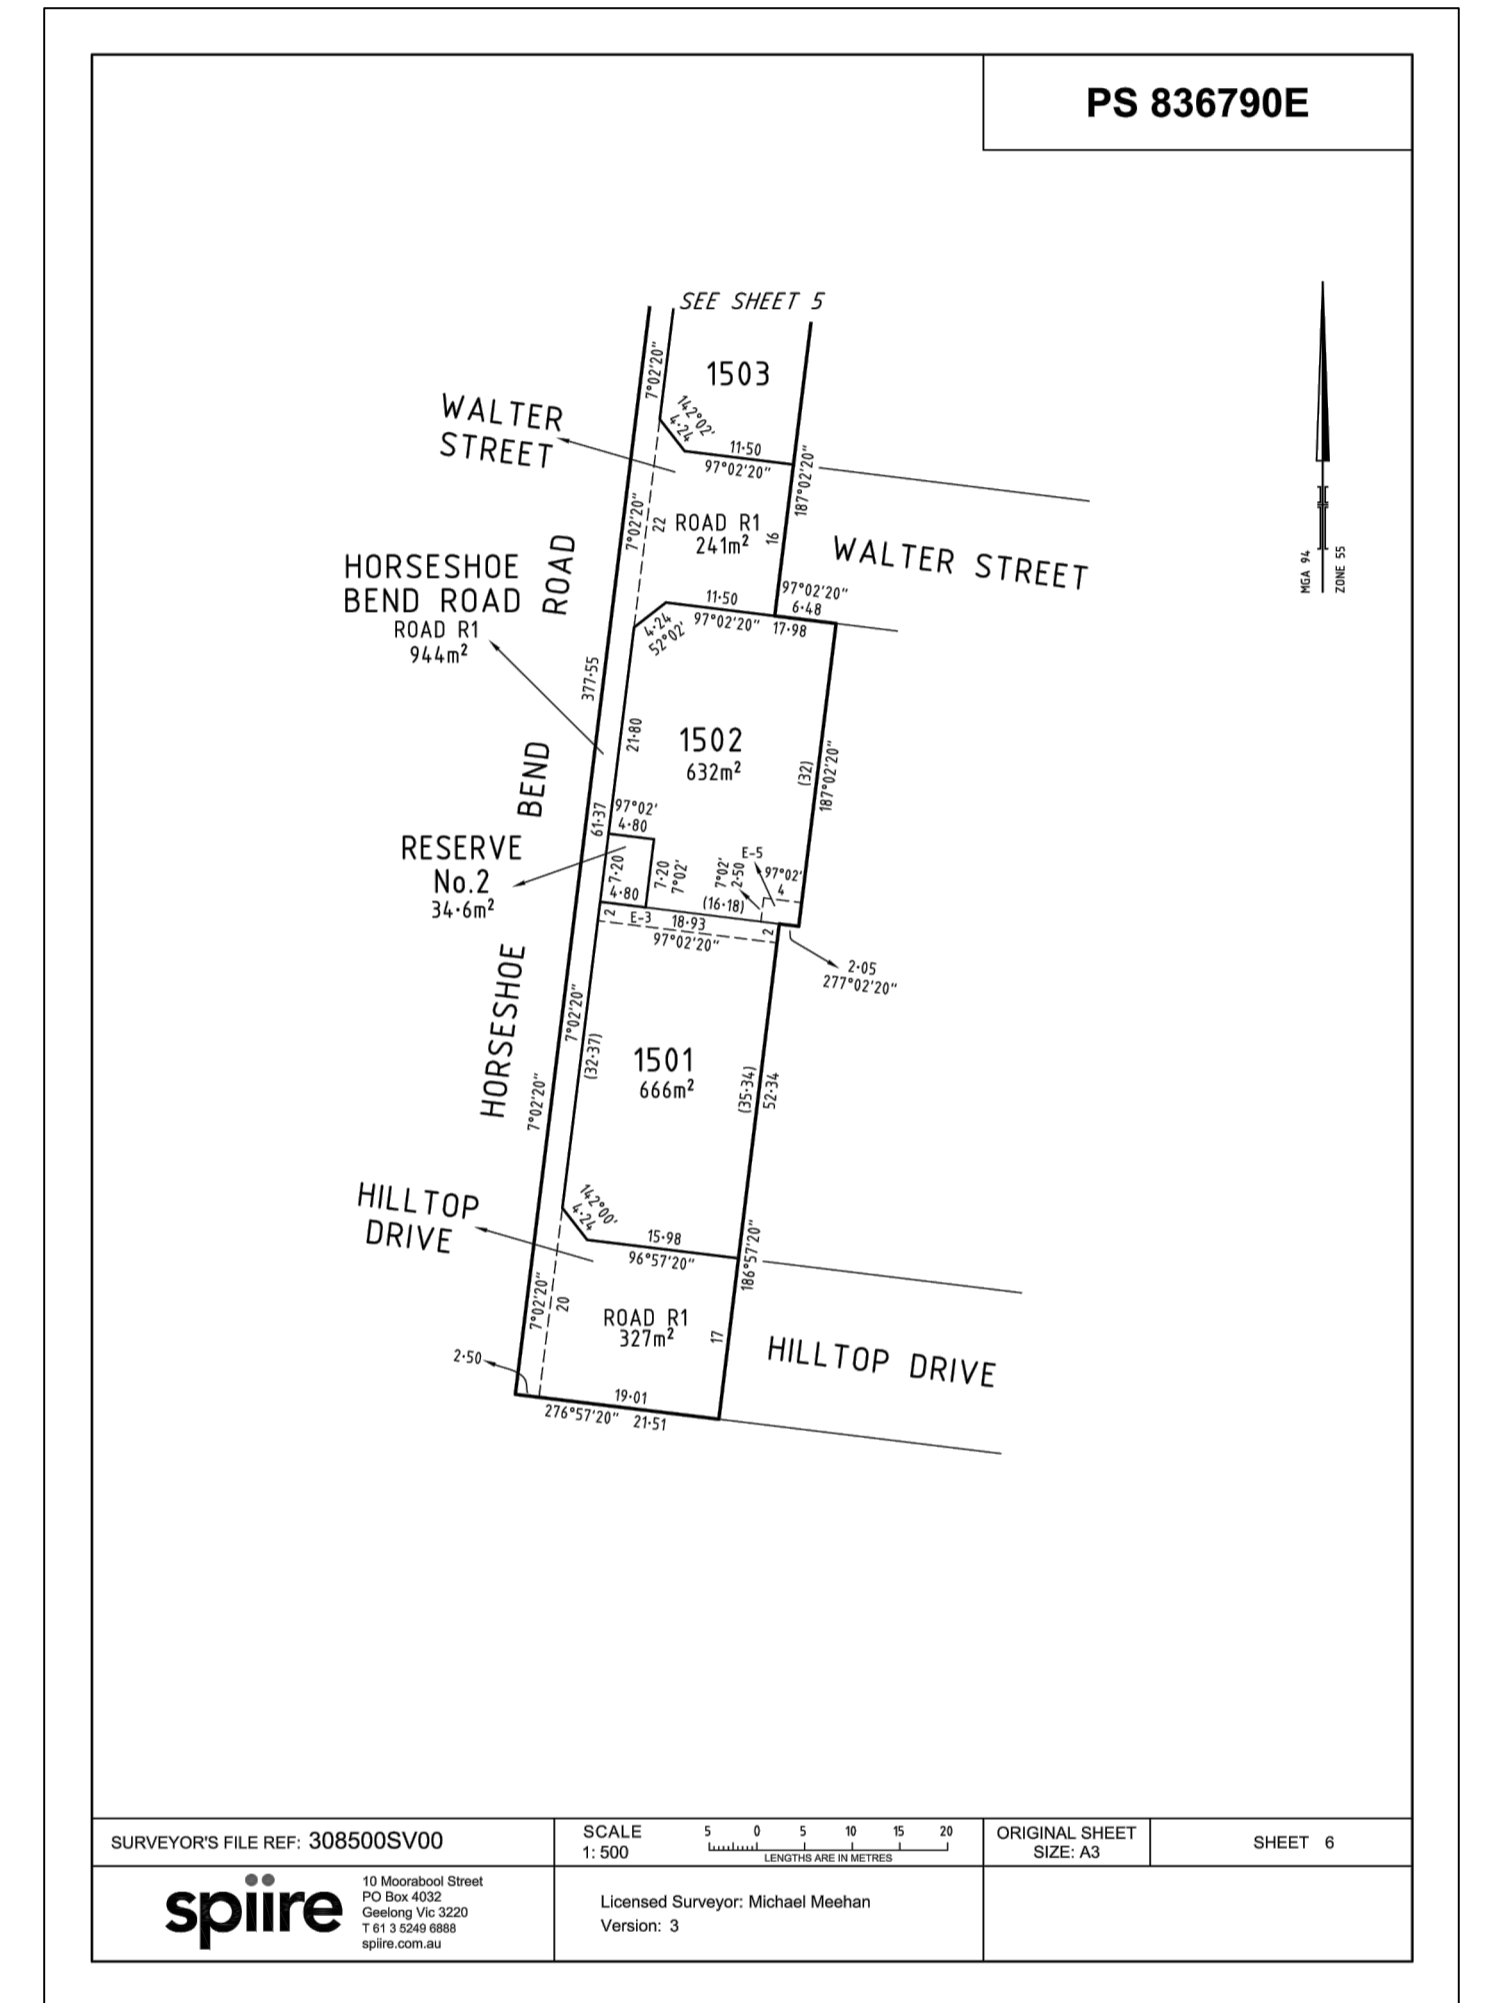 PS 836790E
SEE SHEET 5
1503
7°02'20"
142°02'
4·24
11·50
97°02'20"
187°02'20"
WALTER
STREET
7°02'20"
22
ROAD R1
241m²
16
WALTER STREET
HORSESHOE
BEND ROAD
ROAD R1
944m²
HORSESHOE BEND ROAD
97°02'20"
6·48
11·50
97°02'20"
17·98
4·24
52°02'
377·55
21·80
1502
632m²
(32)
187°02'20"
61·37
97°02'
4·80
RESERVE
No.2
34·6m²
7·20
4·80
7·20
7°02'
7°02'
2·50
E-5
97°02'
4
(16·18)
2
E-3
18·93
2
97°02'20"
2·05
277°02'20"
7°02'20"
(32·37)
7°02'20"
1501
666m²
(35·34)
52·34
HILLTOP
DRIVE
142°00'
4·24
15·98
96°57'20"
186°57'20"
7°02'20"
20
ROAD R1
327m²
17
HILLTOP DRIVE
2·50
19·01
276°57'20"
21·51
MGA 94
ZONE 55
SURVEYOR'S FILE REF: 308500SV00
SCALE
1: 500
5 0 5 10 15 20
LENGTHS ARE IN METRES
ORIGINAL SHEET
SIZE: A3
SHEET 6
spiire
10 Moorabool Street
PO Box 4032
Geelong Vic 3220
T 61 3 5249 6888
spiire.com.au
Licensed Surveyor: Michael Meehan
Version: 3